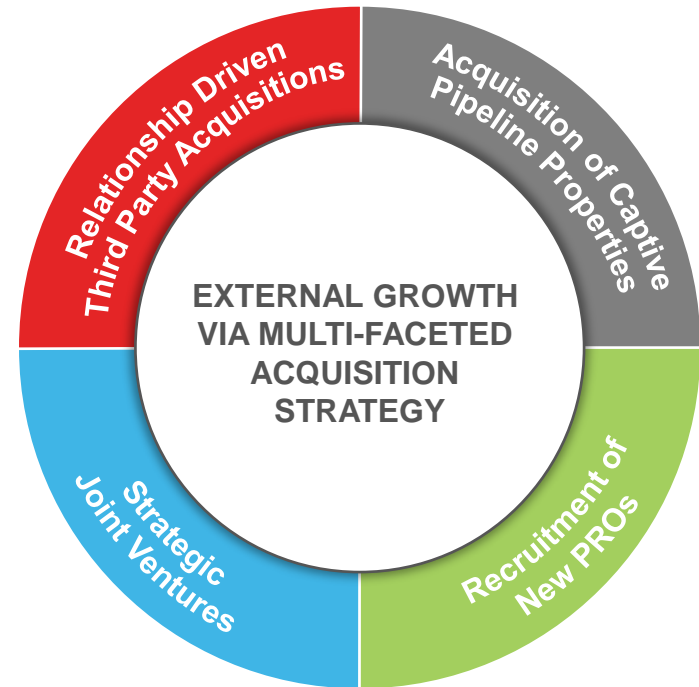 Relationship Driven
Third Party Acquisitions
Acquisition of Captive
Pipeline Properties
EXTERNAL GROWTH
VIA MULTI-FACETED
ACQUISITION
STRATEGY
Strategic
Joint Ventures
Recruitment of
New PROs